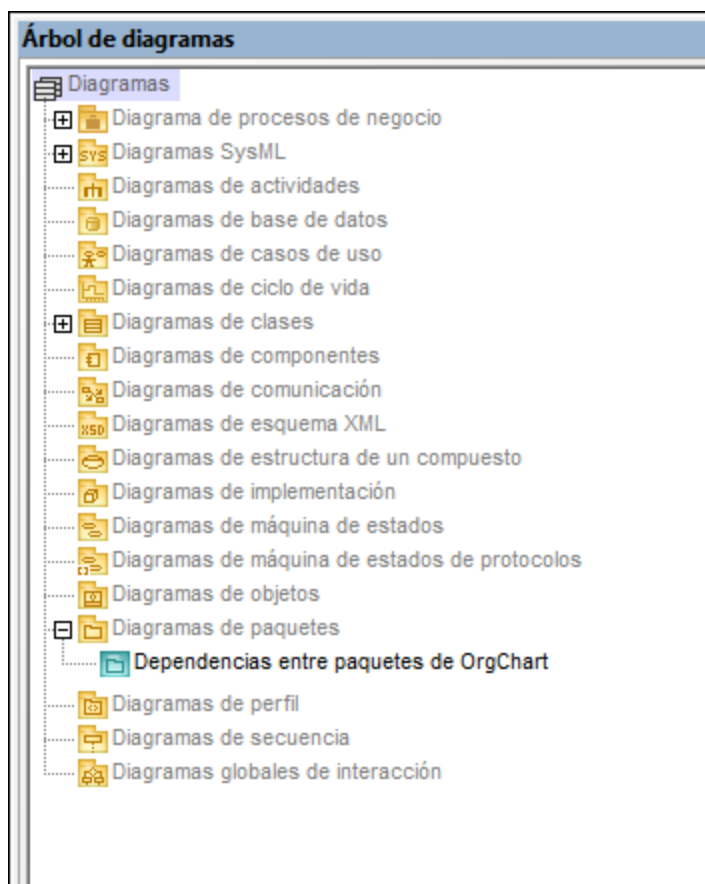 Árbol de diagramas
Diagramas
Diagrama de procesos de negocio
SYS Diagramas SysML
Diagramas de actividades
Diagramas de base de datos
Diagramas de casos de uso
Diagramas de ciclo de vida
Diagramas de clases
Diagramas de componentes
Diagramas de comunicación
XSD Diagramas de esquema XML
Diagramas de estructura de un compuesto
Diagramas de implementación
Diagramas de máquina de estados
Diagramas de máquina de estados de protocolos
Diagramas de objetos
Diagramas de paquetes
Dependencias entre paquetes de OrgChart
Diagramas de perfil
Diagramas de secuencia
Diagramas globales de interacción